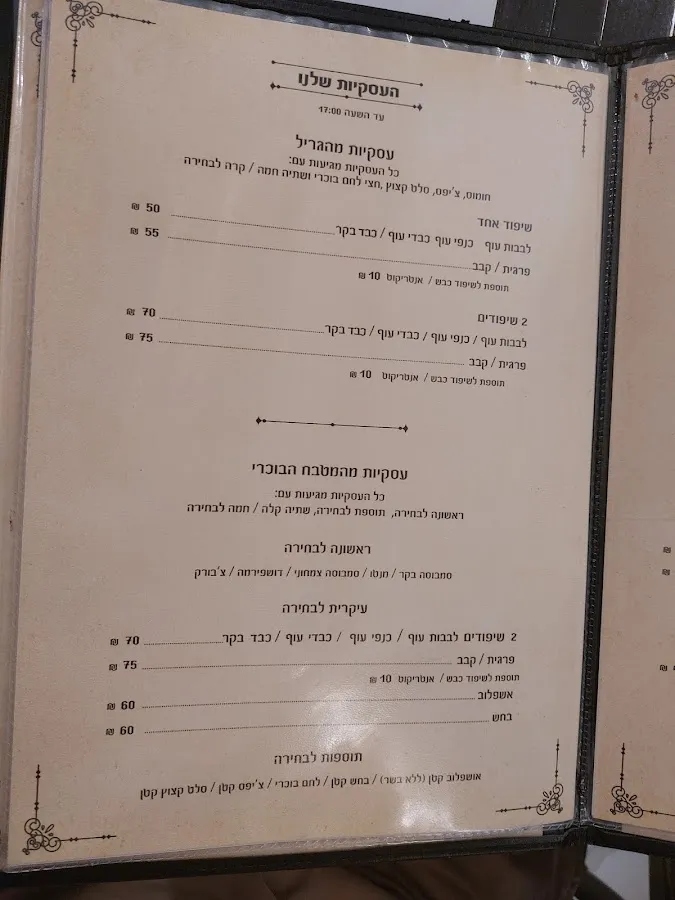 העסקיות שלנו
עד השעה 17:00
עסקיות מהגריל
כל העסקיות מגיעות עם:
חומוס, צ'יפס, סלט קצוץ, חצי לחם בוכרי ושתיה חמה / קרה לבחירה
שיפוד אחד
לבבות עוף כנפי עוף כבדי עוף / כבד בקר 50 ₪
פרגית / קבב 55 ₪
תוספת לשיפוד כבש / אנטריקוט 10 ₪
2 שיפודים
לבבות עוף / כנפי עוף / כבדי עוף / כבד בקר 70 ₪
פרגית / קבב 75 ₪
תוספת לשיפוד כבש / אנטריקוט 10 ₪
עסקיות מהמטבח הבוכרי
כל העסקיות מגיעות עם:
ראשונה לבחירה, תוספת לבחירה, שתיה קלה / חמה לבחירה
ראשונה לבחירה
סמבוסה בקר / מנטו / סמבוסה צמחוני / דושפירמה / צ'בורק
עיקרית לבחירה
2 שיפודים לבבות עוף / כנפי עוף / כבדי עוף / כבד בקר 70 ₪
פרגית / קבב 75 ₪
תוספת לשיפוד כבש / אנטריקוט 10 ₪
אשפלוב 60 ₪
בחש 60 ₪
תוספות לבחירה
אושפלוב קטן (ללא בשר) / בחש קטן / לחם בוכרי / צ'יפס קטן / סלט קצוץ קטן
₪
₪
₪